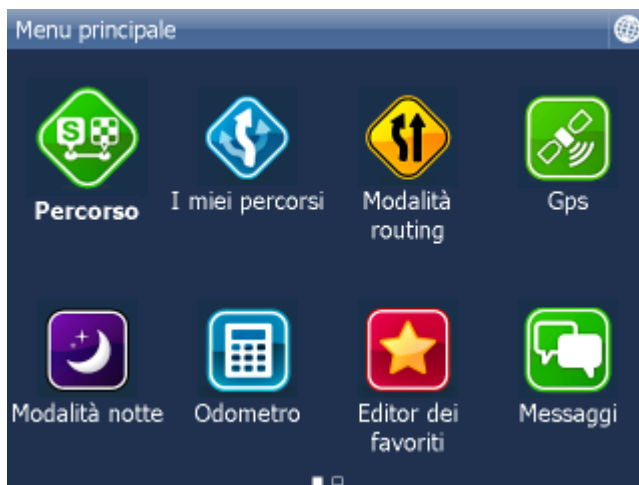 Menu principale
S
Percorso
I miei percorsi
Modalità
routing
Gps
Modalità notte
Odometro
Editor dei
favoriti
Messaggi